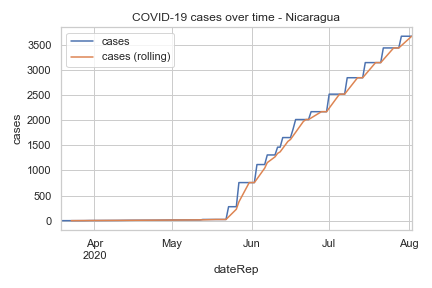 COVID-19 cases over time - Nicaragua
cases
cases (rolling)
3500
3000
2500
2000
1500
1000
500
0
cases
Apr
2020
May
Jun
Jul
Aug
dateRep